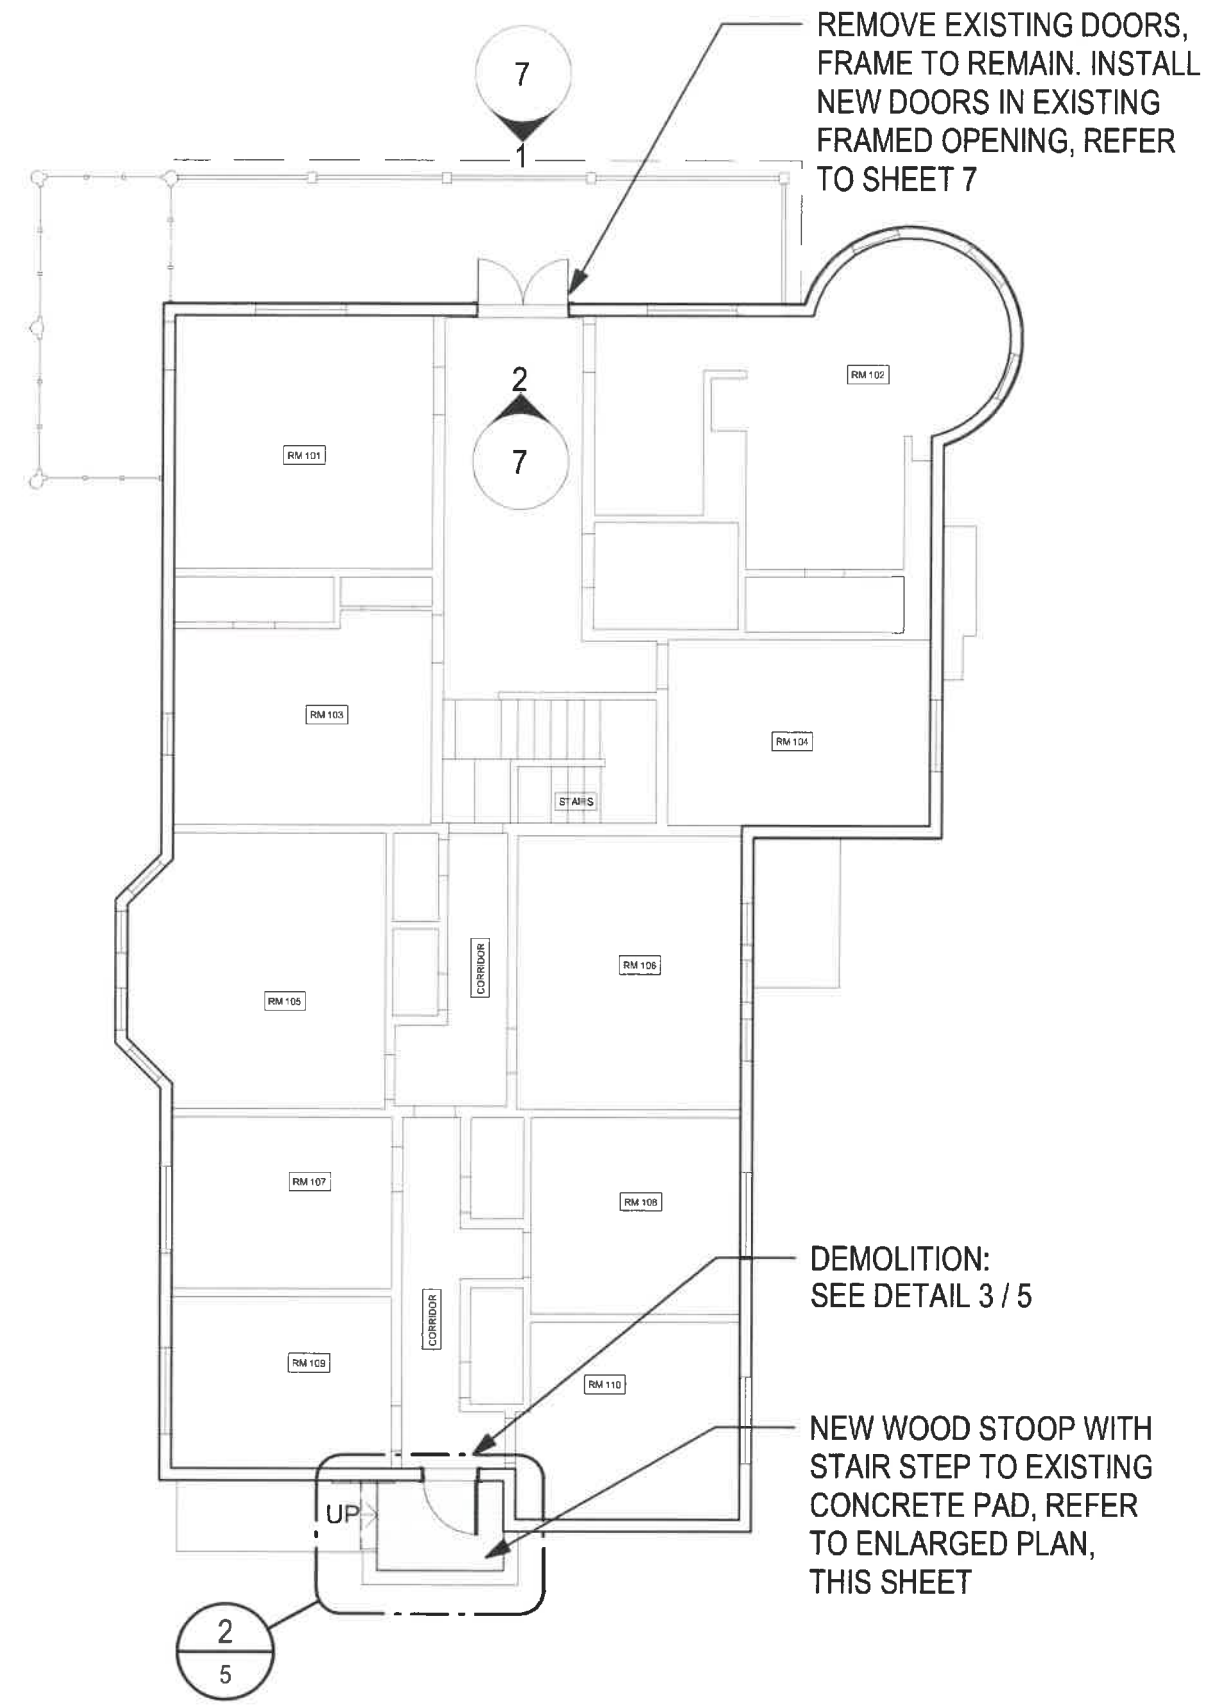 REMOVE EXISTING DOORS,
FRAME TO REMAIN. INSTALL
NEW DOORS IN EXISTING
FRAMED OPENING, REFER
TO SHEET 7
7
1
2
7
RM 101
RM 102
RM 103
RM 104
STAIRS
CORRIDOR
RM 105
RM 106
RM 107
RM 108
CORRIDOR
RM 109
RM 110
DEMOLITION:
SEE DETAIL 3 / 5
NEW WOOD STOOP WITH
STAIR STEP TO EXISTING
CONCRETE PAD, REFER
TO ENLARGED PLAN,
THIS SHEET
UP
2
5